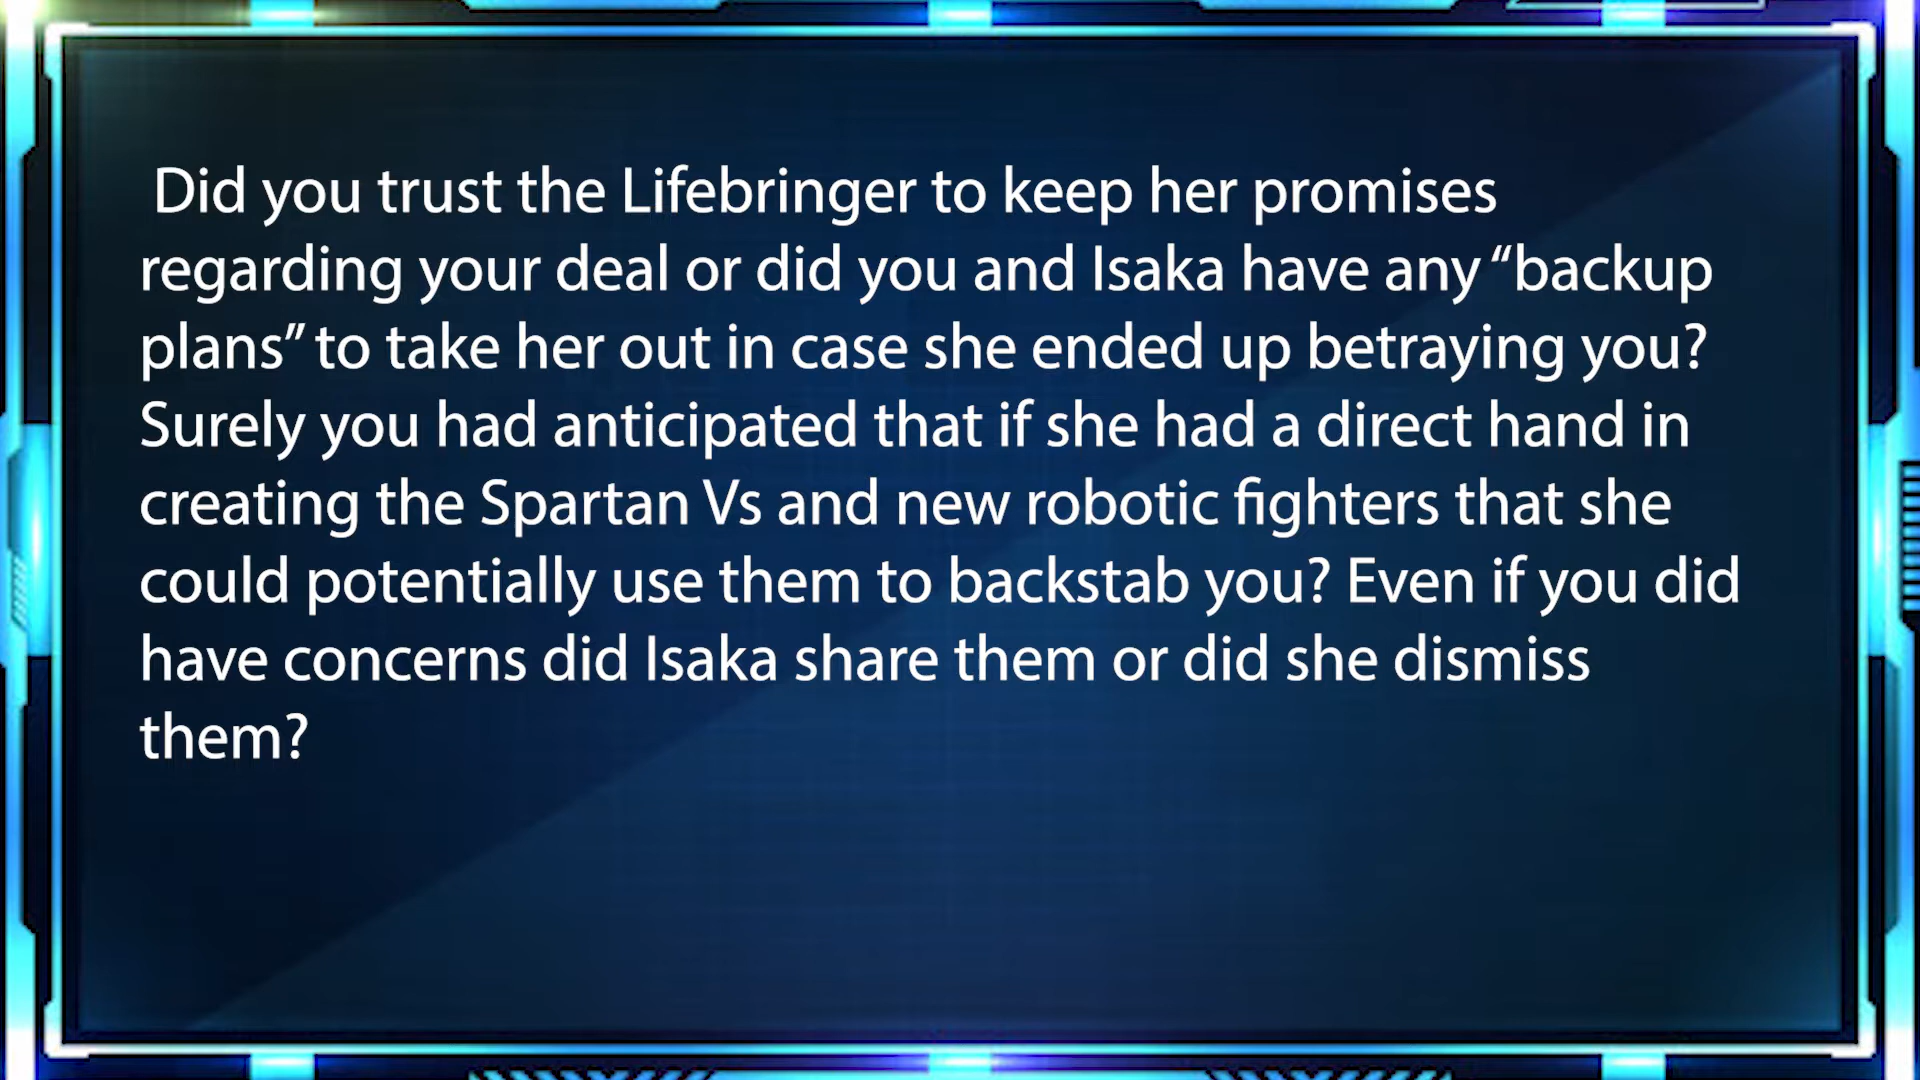 Did you trust the Lifebringer to keep her promises
regarding your deal or did you and Isaka have any “backup
plans” to take her out in case she ended up betraying you?
Surely you had anticipated that if she had a direct hand in
creating the Spartan Vs and new robotic fighters that she
could potentially use them to backstab you? Even if you did
have concerns did Isaka share them or did she dismiss
them?